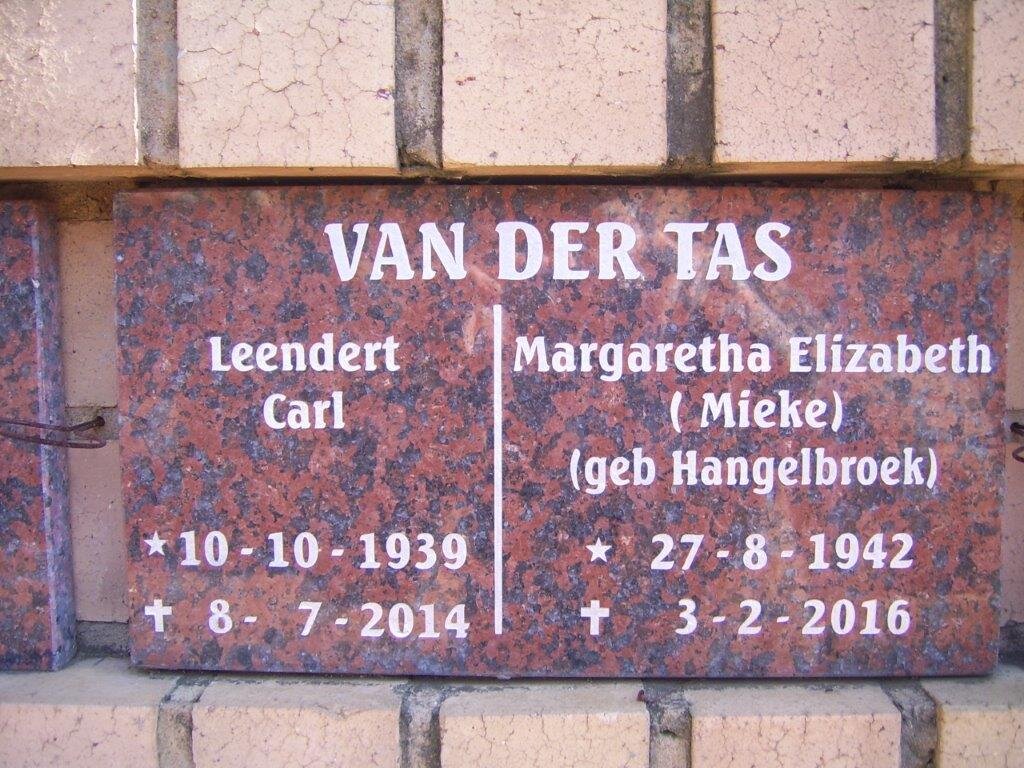 VAN DER TAS
Leendert
Carl
★ 10 - 10 - 1939
✝ 8 - 7 - 2014
Margaretha Elizabeth
( Mieke)
(geb Hangelbroek)
★ 27 - 8 - 1942
✝ 3 - 2 - 2016